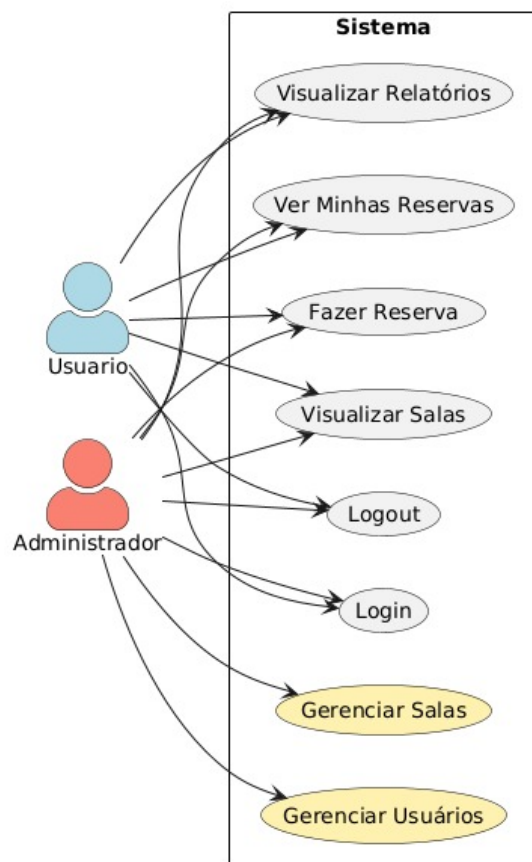 Sistema
Visualizar Relatórios
Ver Minhas Reservas
Fazer Reserva
Usuario
Visualizar Salas
Logout
Administrador
Login
Gerenciar Salas
Gerenciar Usuários